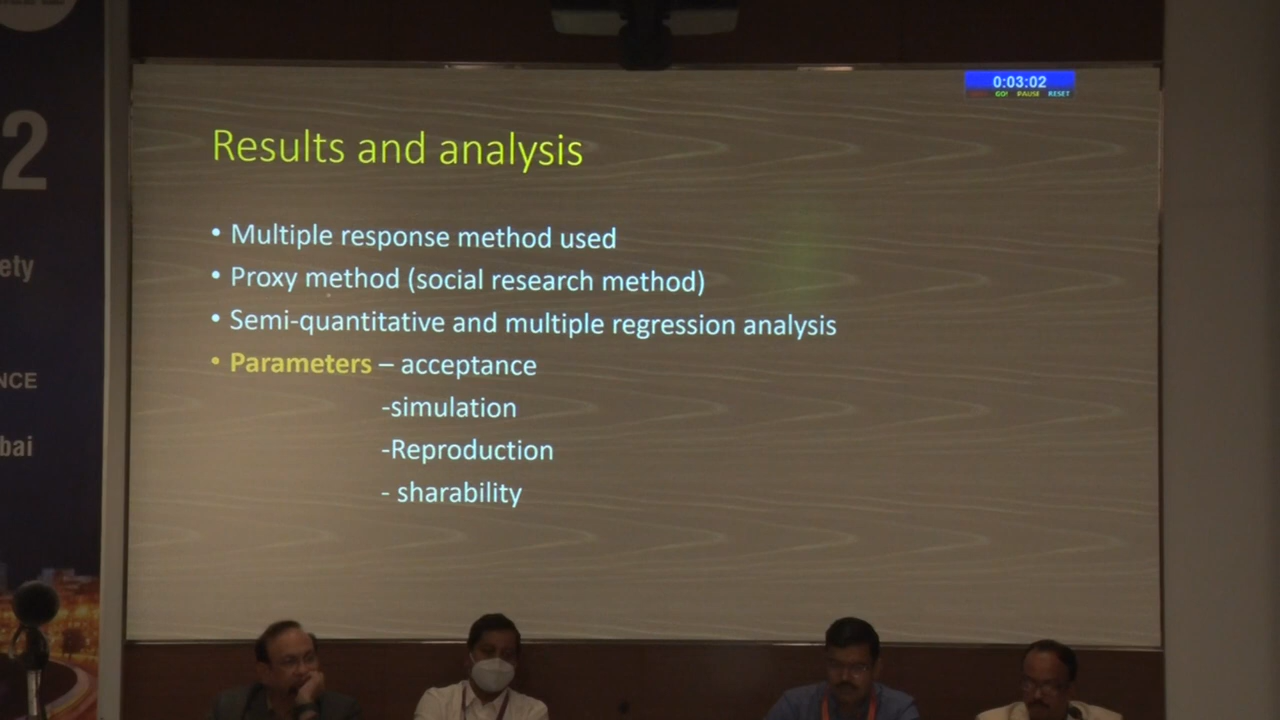 2
ety
NCE
bai
0:03:02
GO! PAUSE RESET
Results and analysis
• Multiple response method used
• Proxy method (social research method)
• Semi-quantitative and multiple regression analysis
• Parameters – acceptance
-simulation
-Reproduction
- sharability